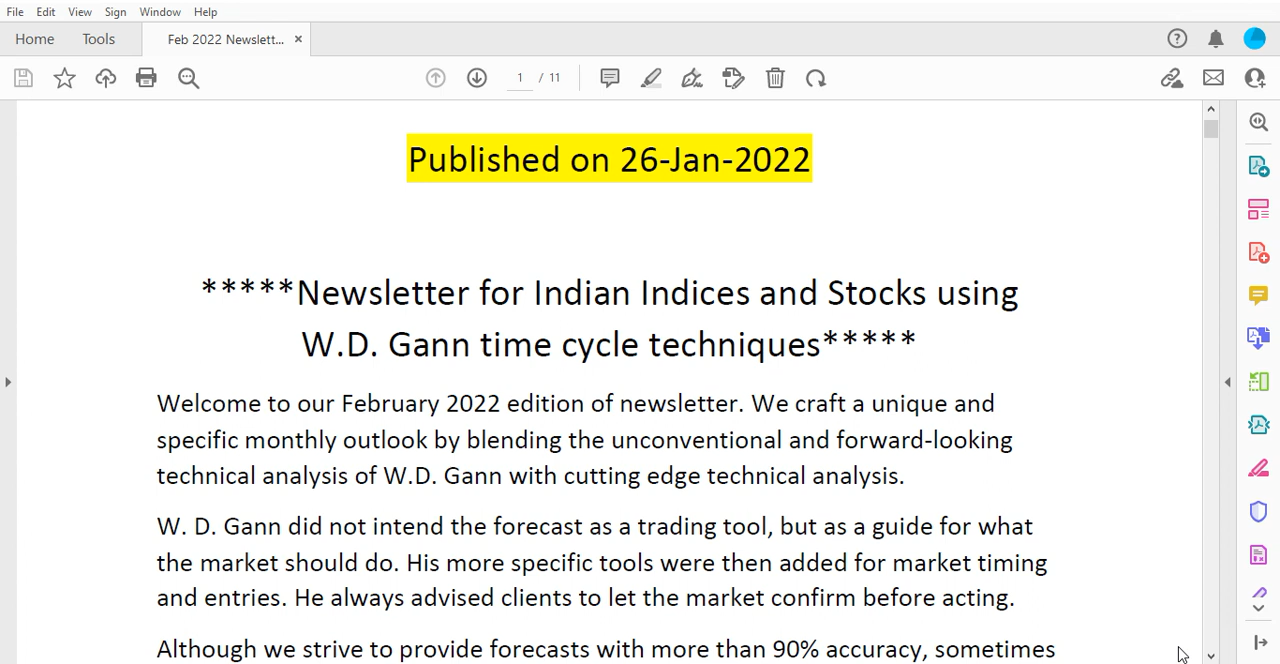 File Edit View Sign Window Help
Home Tools Feb 2022 Newslett... ×
1 / 11
Published on 26-Jan-2022
*****Newsletter for Indian Indices and Stocks using
W.D. Gann time cycle techniques*****
Welcome to our February 2022 edition of newsletter. We craft a unique and
specific monthly outlook by blending the unconventional and forward-looking
technical analysis of W.D. Gann with cutting edge technical analysis.
W. D. Gann did not intend the forecast as a trading tool, but as a guide for what
the market should do. His more specific tools were then added for market timing
and entries. He always advised clients to let the market confirm before acting.
Although we strive to provide forecasts with more than 90% accuracy, sometimes